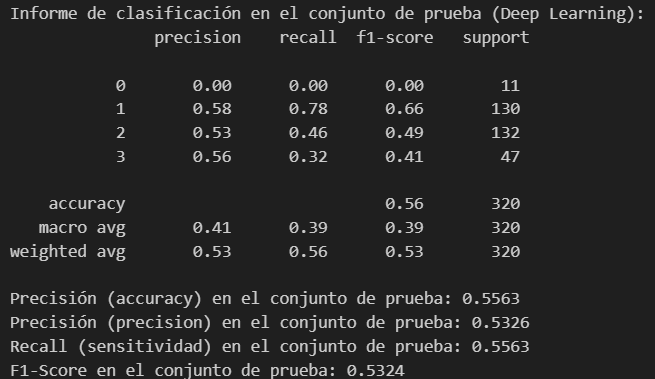 Informe de clasificación en el conjunto de prueba (Deep Learning):
precision recall f1-score support
0 0.00 0.00 0.00 11
1 0.58 0.78 0.66 130
2 0.53 0.46 0.49 132
3 0.56 0.32 0.41 47
accuracy 0.56 320
macro avg 0.41 0.39 0.39 320
weighted avg 0.53 0.56 0.53 320
Precisión (accuracy) en el conjunto de prueba: 0.5563
Precisión (precision) en el conjunto de prueba: 0.5326
Recall (sensitividad) en el conjunto de prueba: 0.5563
F1-Score en el conjunto de prueba: 0.5324